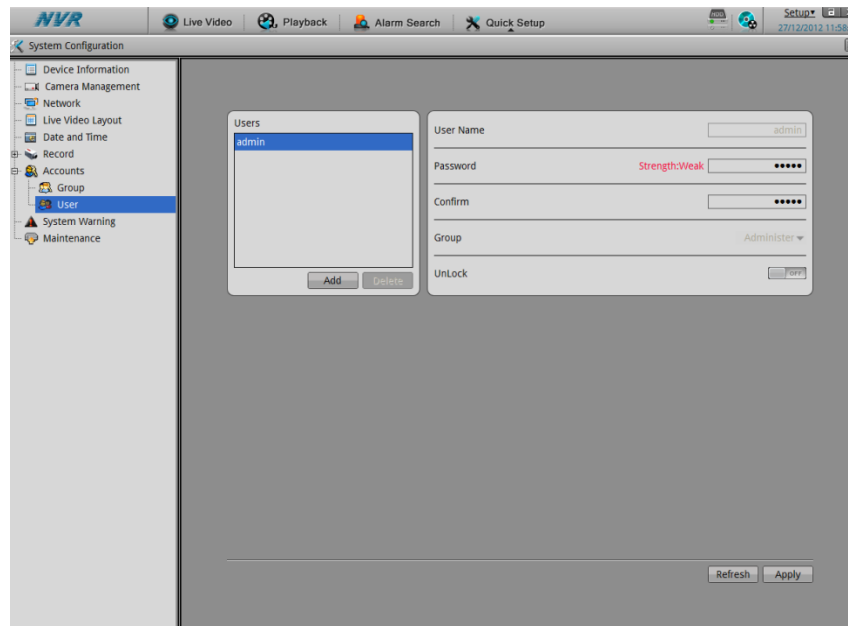 NVR
Live Video
Playback
Alarm Search
Quick Setup
Setup
27/12/2012 11:58
System Configuration
Device Information
Camera Management
Network
Live Video Layout
Date and Time
Record
Accounts
Group
User
System Warning
Maintenance
Users
admin
Add
Delete
User Name
admin
Password
Strength:Weak
•••••
Confirm
•••••
Group
Administer
UnLock
OFF
Refresh
Apply